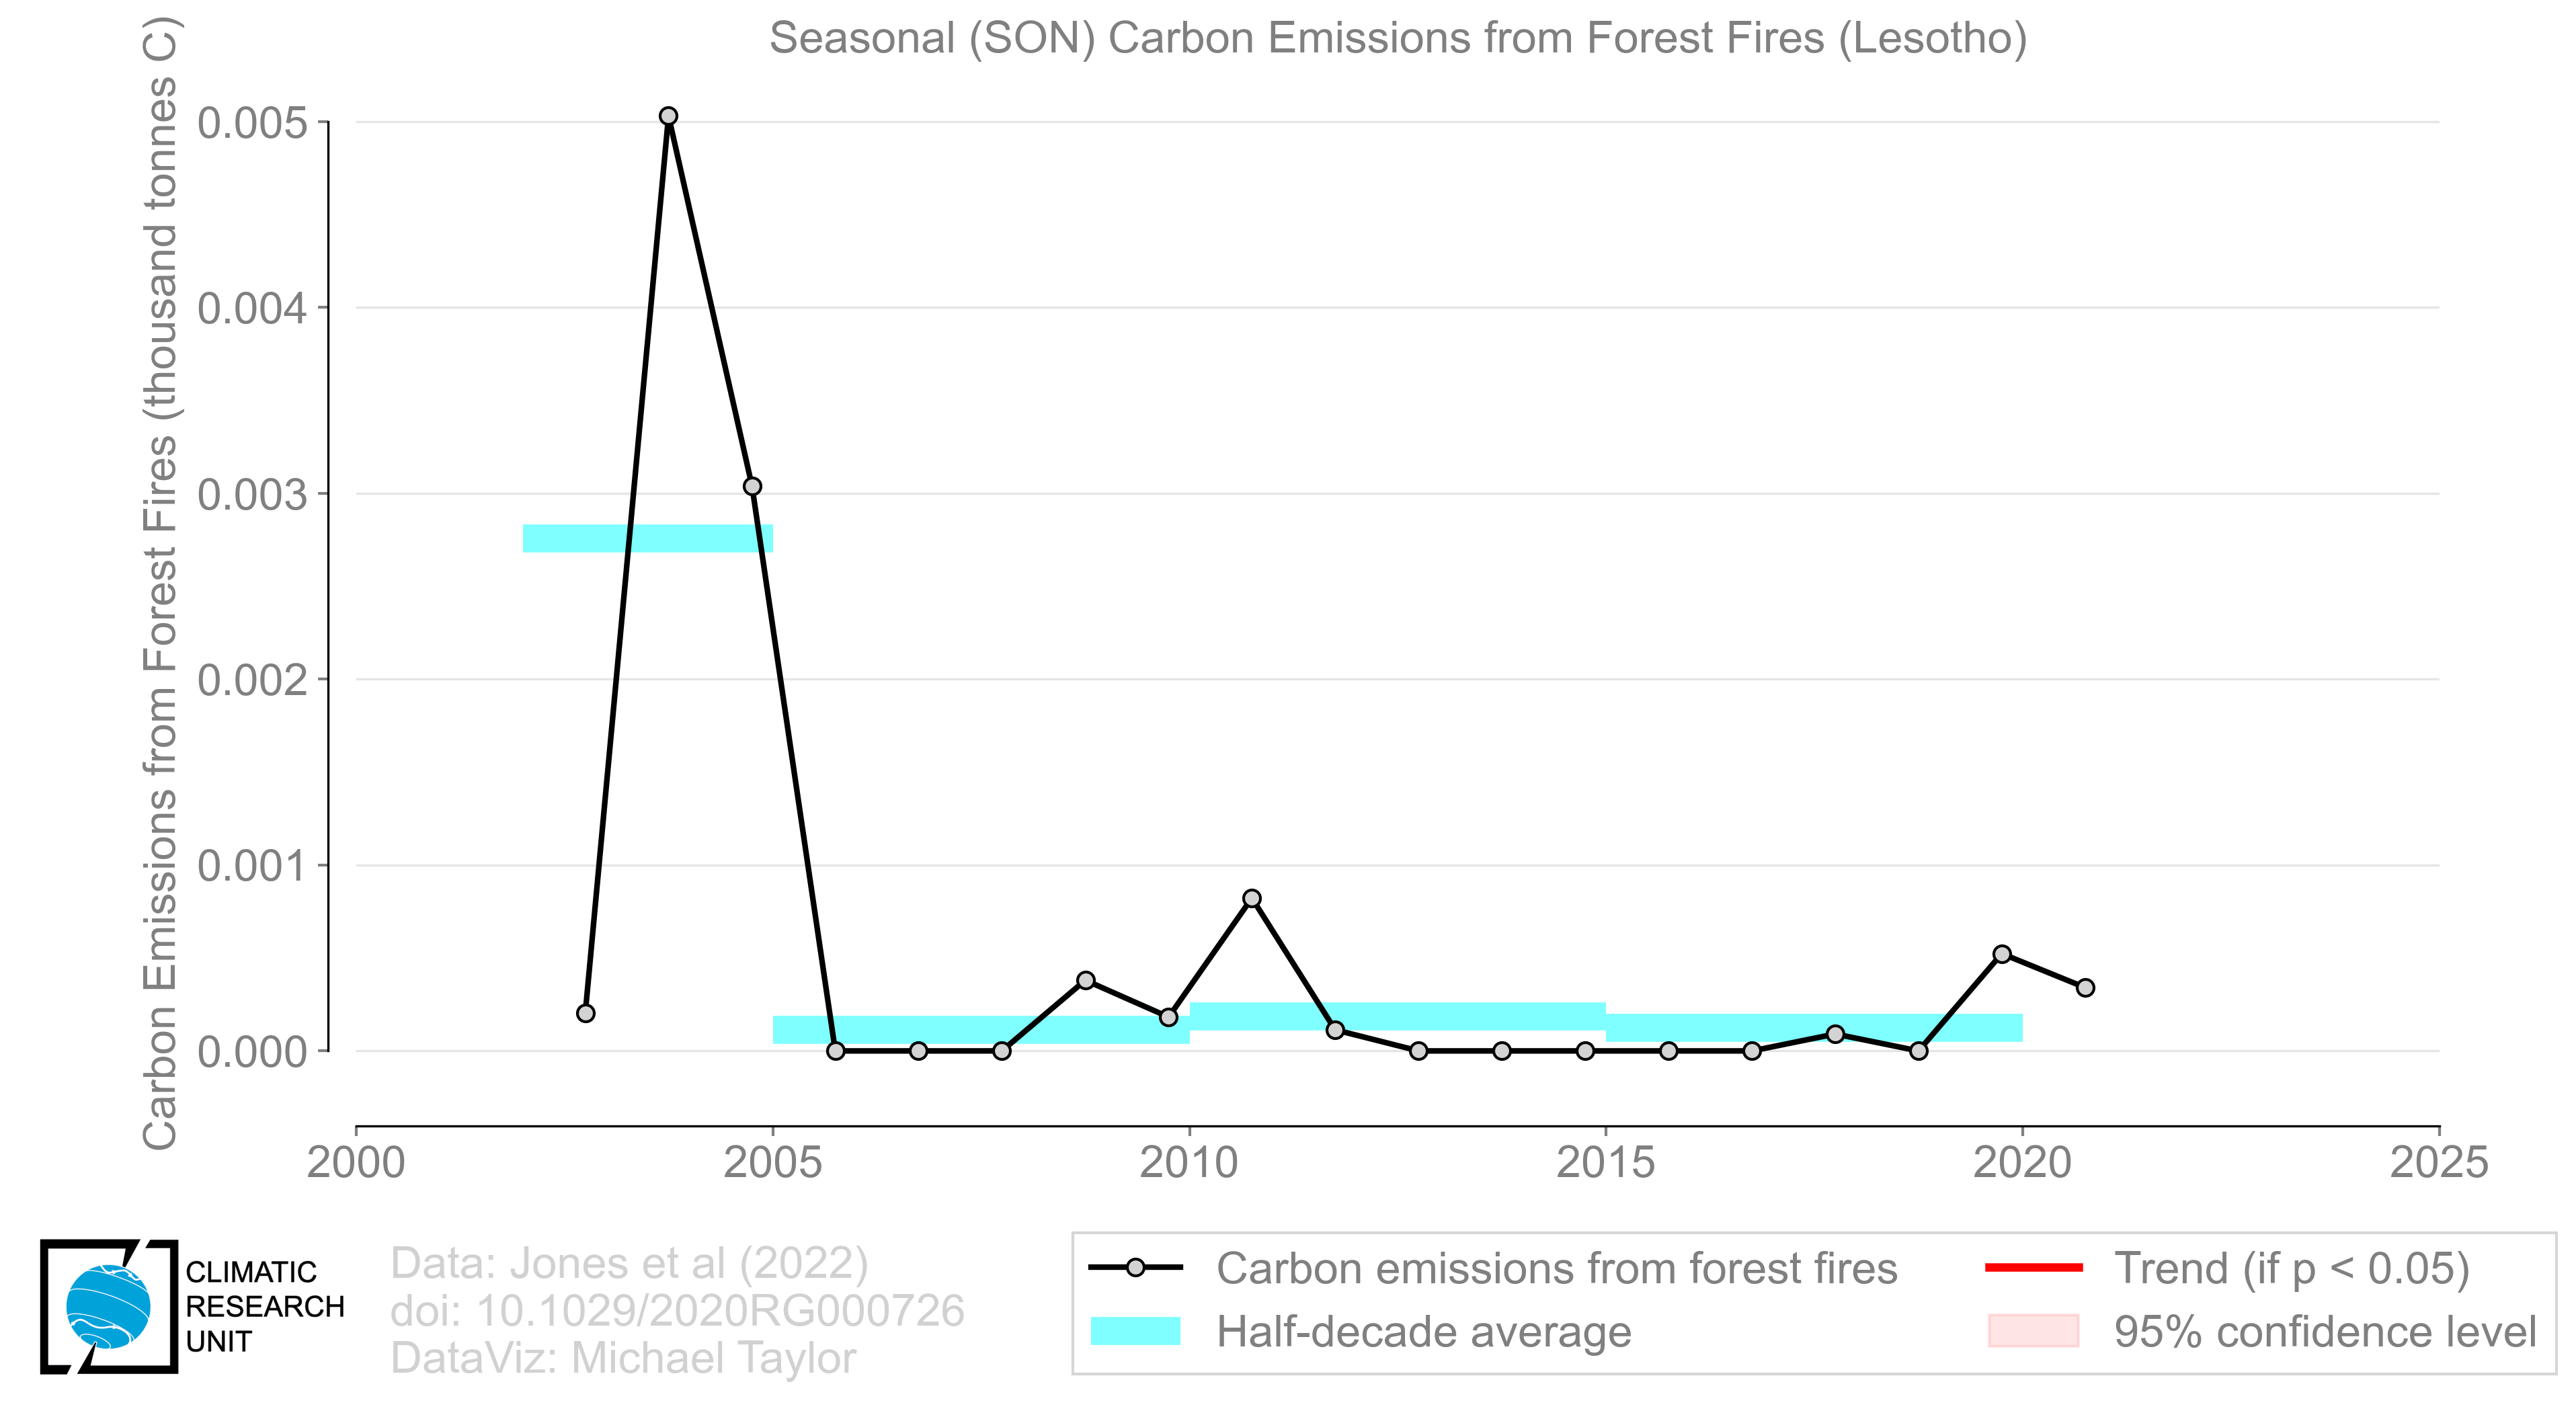 Seasonal (SON) Carbon Emissions from Forest Fires (Lesotho)
Carbon Emissions from Forest Fires (thousand tonnes C)
0.005
0.004
0.003
0.002
0.001
0.000
2000
2005
2010
2015
2020
2025
CLIMATIC
RESEARCH
UNIT
Data: Jones et al (2022)
doi: 10.1029/2020RG000726
DataViz: Michael Taylor
Carbon emissions from forest fires
Half-decade average
Trend (if p < 0.05)
95% confidence level